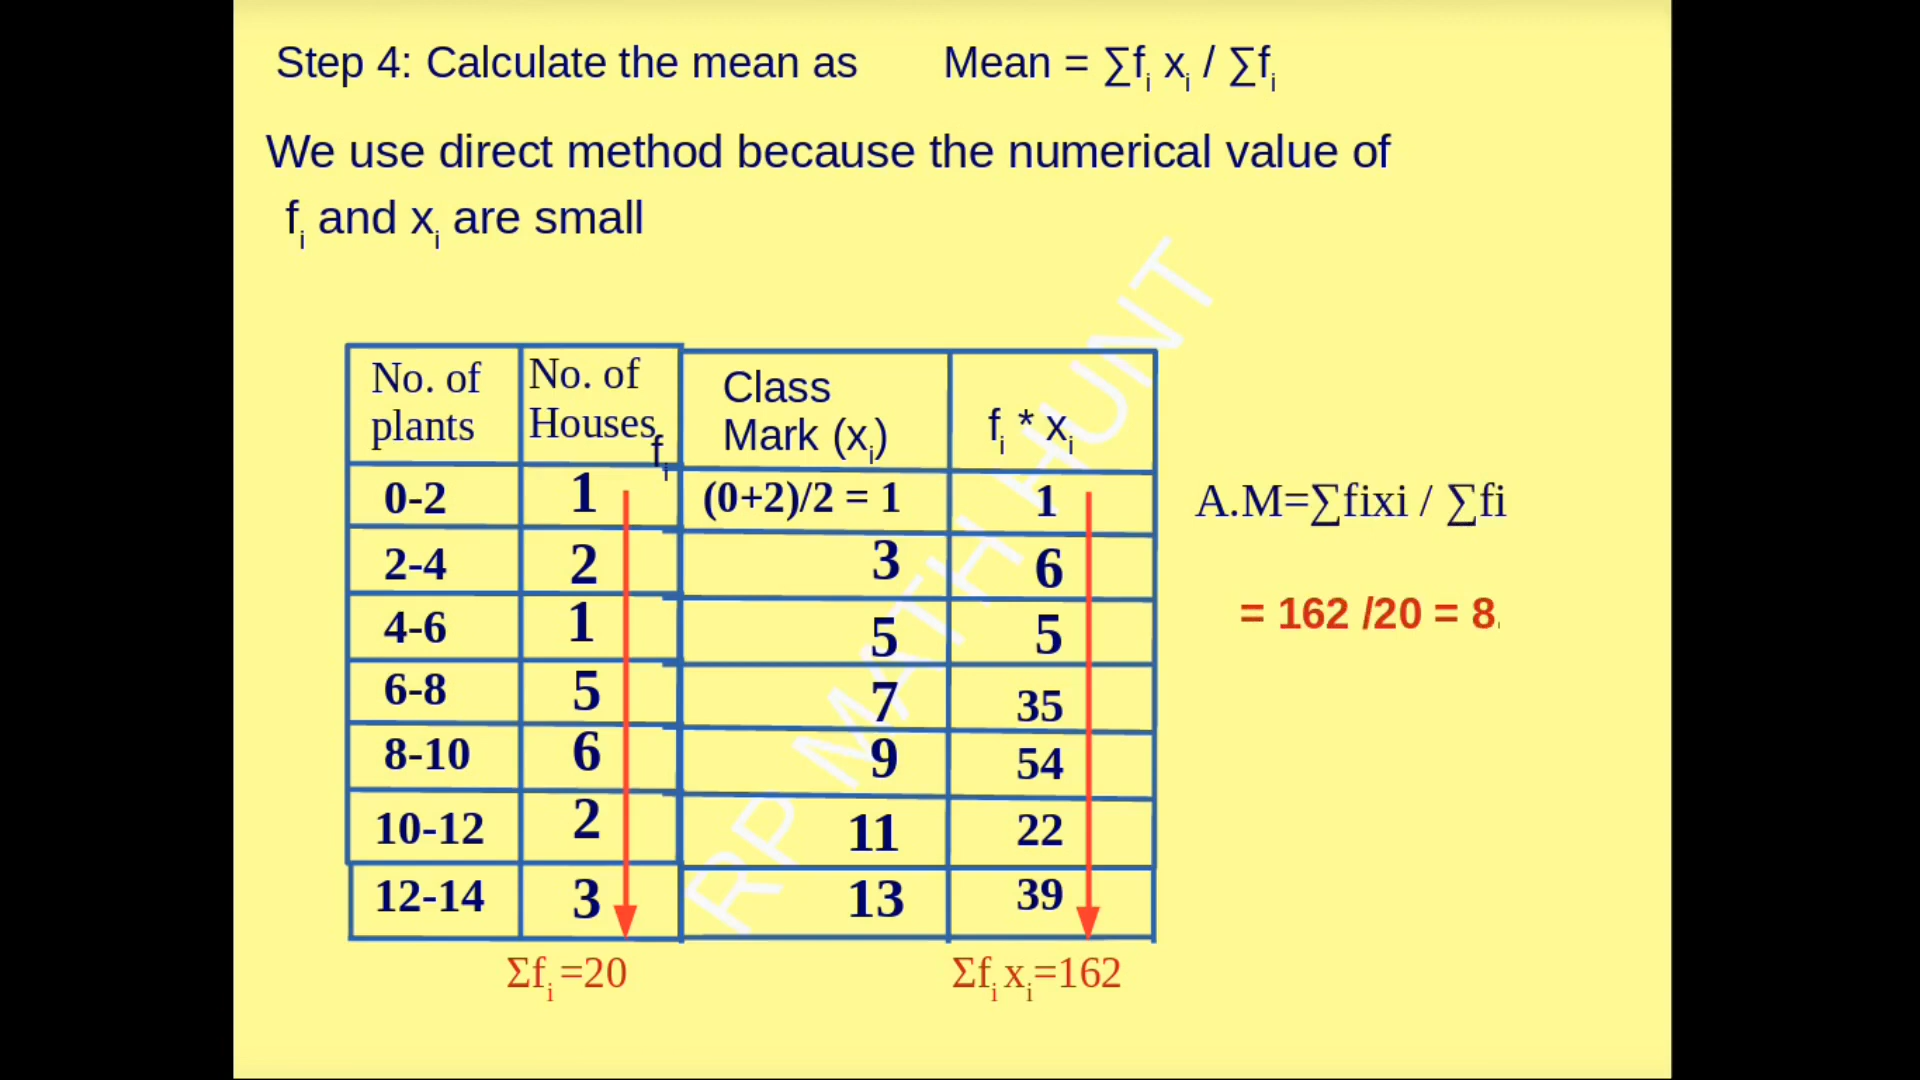 Step 4: Calculate the mean as Mean = ∑fi xi / ∑fi
We use direct method because the numerical value of
fi and xi are small
No. of plants No. of Houses fi Class Mark (xi) fi * xi
0-2 1 (0+2)/2 = 1 1
2-4 2 3 6
4-6 1 5 5
6-8 5 7 35
8-10 6 9 54
10-12 2 11 22
12-14 3 13 39
Σfi =20 Σfi xi=162
A.M=∑fixi / ∑fi
= 162 /20 = 8.
RP MATH HUNT